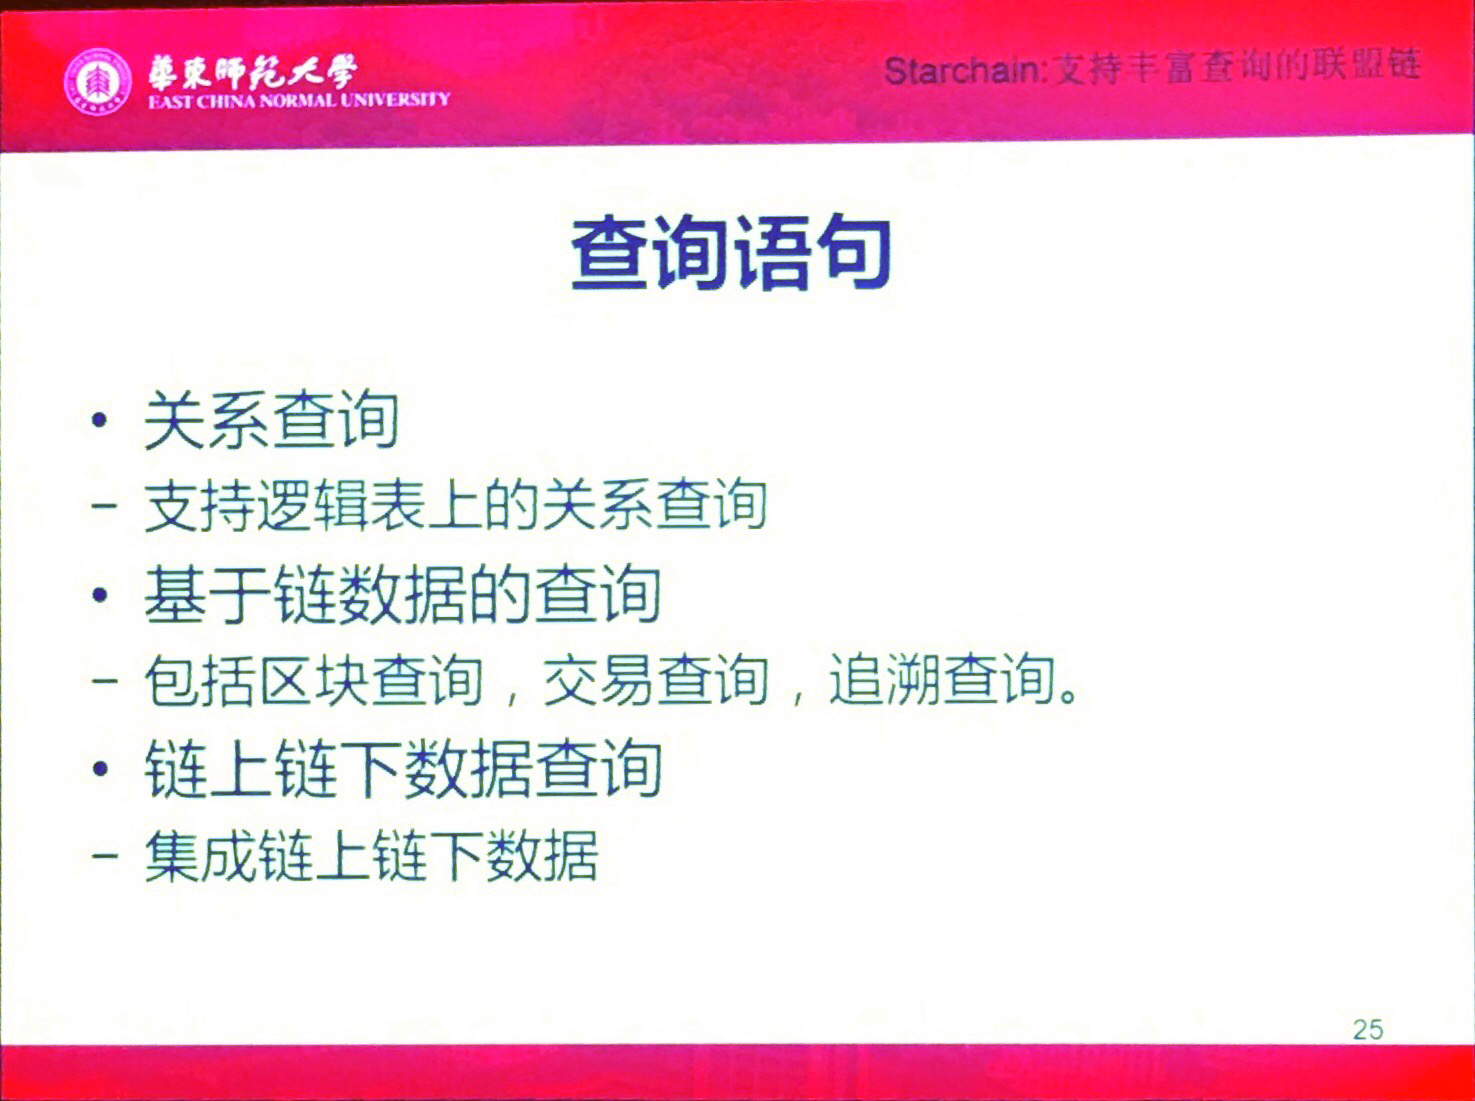 華東師範大學
EAST CHINA NORMAL UNIVERSITY
Starchain:支持丰富查询的联盟链
查询语句
• 关系查询
– 支持逻辑表上的关系查询
• 基于链数据的查询
– 包括区块查询，交易查询，追溯查询。
• 链上链下数据查询
– 集成链上链下数据
25